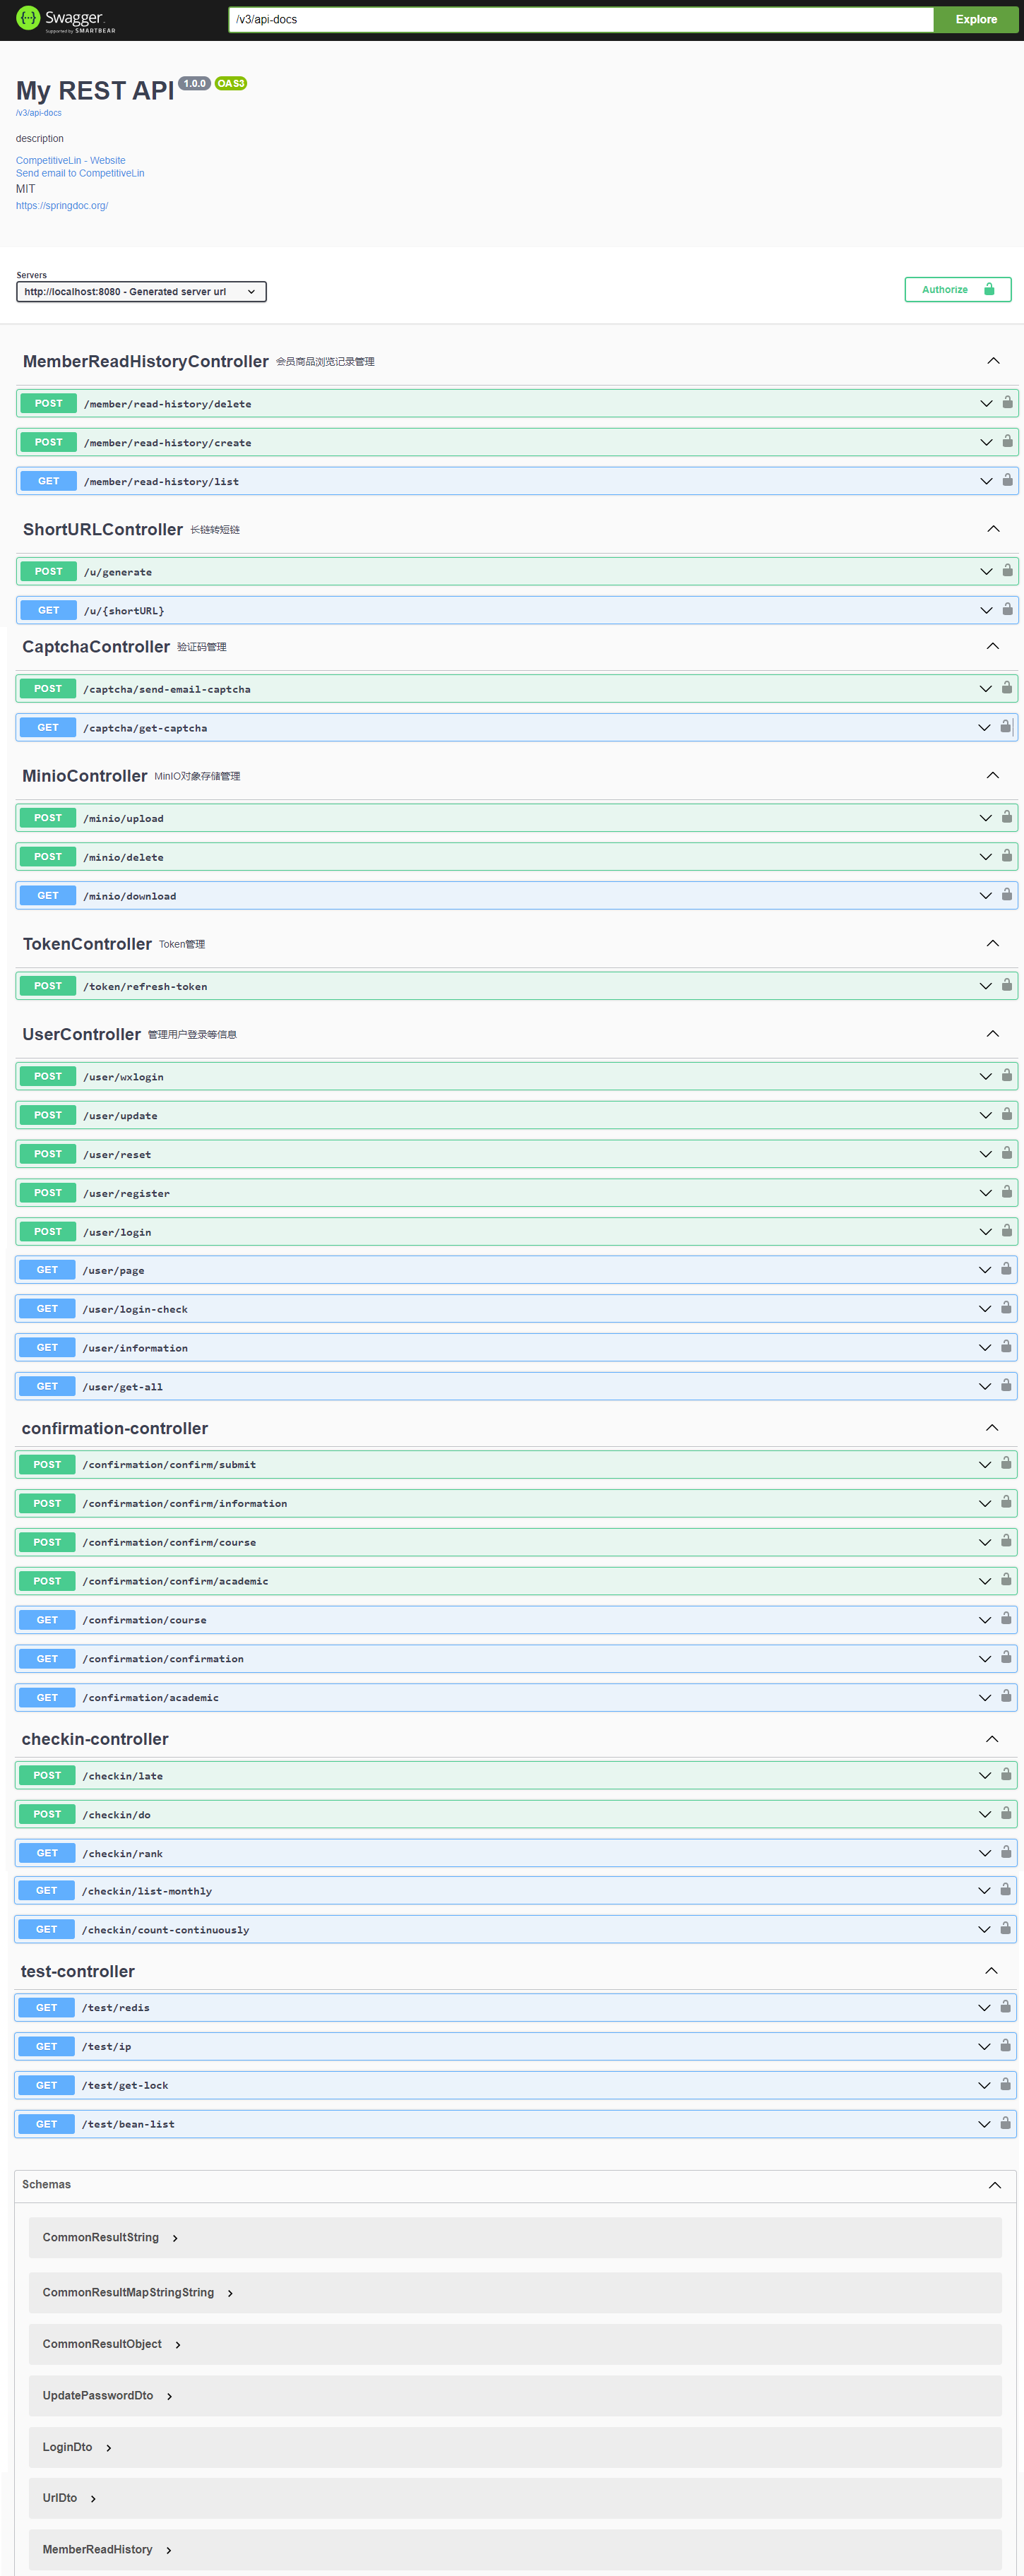 Swagger.
Supported by SMARTBEAR
/v3/api-docs
Explore
My REST API 1.0.0 OAS3
/v3/api-docs
description
CompetitiveLin - Website
Send email to CompetitiveLin
MIT
https://springdoc.org/
Servers
http://localhost:8080 - Generated server url
Authorize
MemberReadHistoryController 会员商品浏览记录管理
POST /member/read-history/delete
POST /member/read-history/create
GET /member/read-history/list
ShortURLController 长链转短链
POST /u/generate
GET /u/{shortURL}
CaptchaController 验证码管理
POST /captcha/send-email-captcha
GET /captcha/get-captcha
MinioController MinIO对象存储管理
POST /minio/upload
POST /minio/delete
GET /minio/download
TokenController Token管理
POST /token/refresh-token
UserController 管理用户登录等信息
POST /user/wxlogin
POST /user/update
POST /user/reset
POST /user/register
POST /user/login
GET /user/page
GET /user/login-check
GET /user/information
GET /user/get-all
confirmation-controller
POST /confirmation/confirm/submit
POST /confirmation/confirm/information
POST /confirmation/confirm/course
POST /confirmation/confirm/academic
GET /confirmation/course
GET /confirmation/confirmation
GET /confirmation/academic
checkin-controller
POST /checkin/late
POST /checkin/do
GET /checkin/rank
GET /checkin/list-monthly
GET /checkin/count-continuously
test-controller
GET /test/redis
GET /test/ip
GET /test/get-lock
GET /test/bean-list
Schemas
CommonResultString
CommonResultMapStringString
CommonResultObject
UpdatePasswordDto
LoginDto
UrlDto
MemberReadHistory